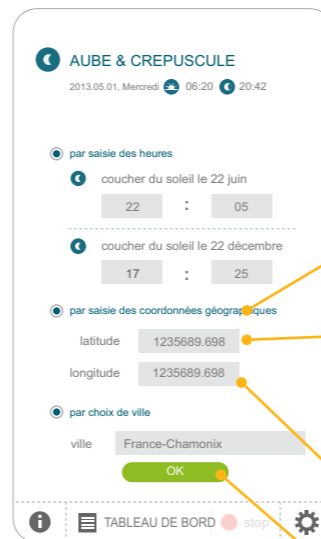 AUBE & CREPUSCULE
2013.05.01, Mercredi 06:20 20:42
par saisie des heures
coucher du soleil le 22 juin
22 : 05
coucher du soleil le 22 décembre
17 : 25
par saisie des coordonnées géographiques
latitude 1235689.698
longitude 1235689.698
par choix de ville
ville France-Chamonix
OK
TABLEAU DE BORD stop